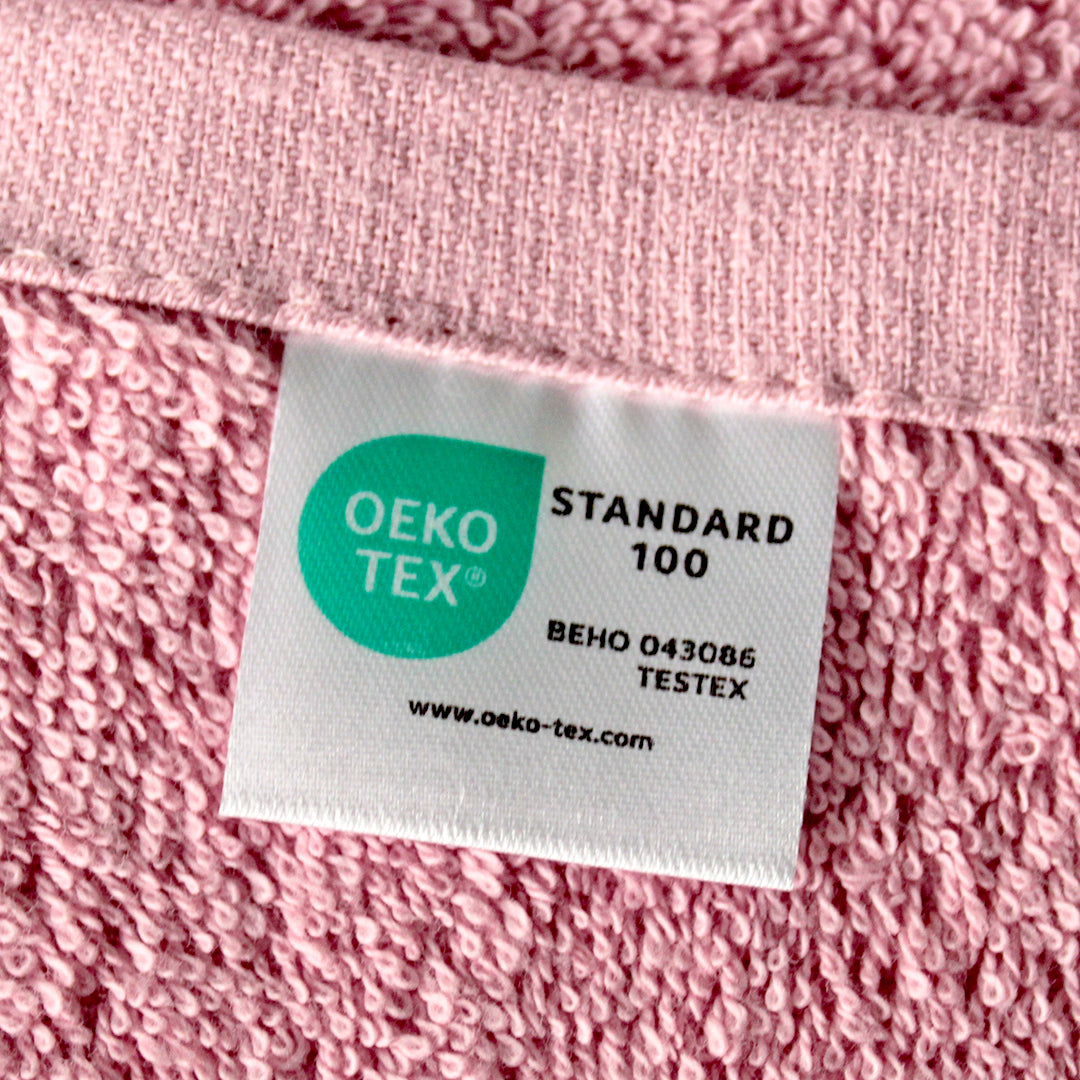 OEKO
TEX®
STANDARD
100
BEHO 043086
TESTEX
www.oeko-tex.com